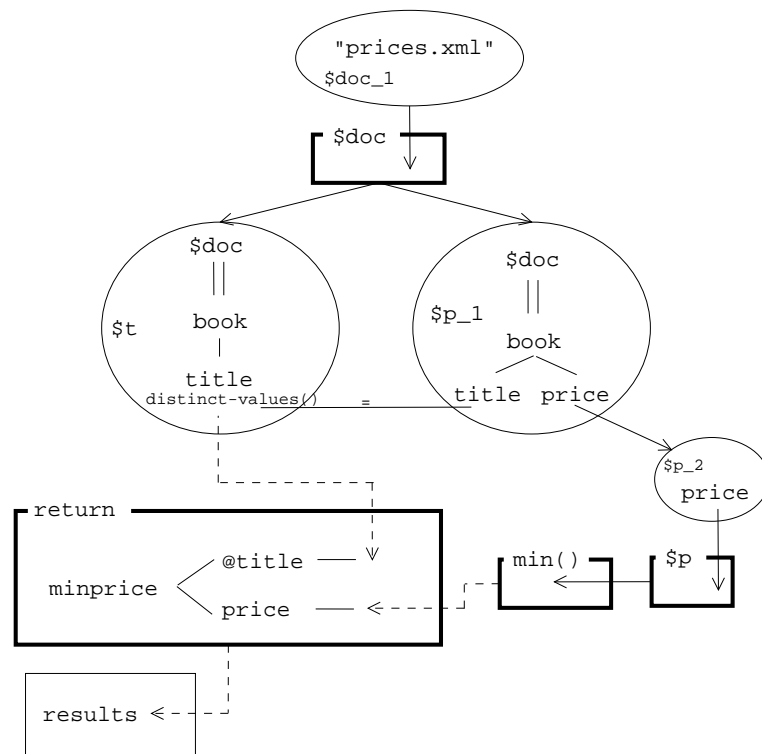 "prices.xml"
$doc_1
$doc
$doc
$doc
$t
book
$p_1
book
title
distinct-values()
=
title price
$p_2
price
return
@title
minprice
price
min()
$p
results